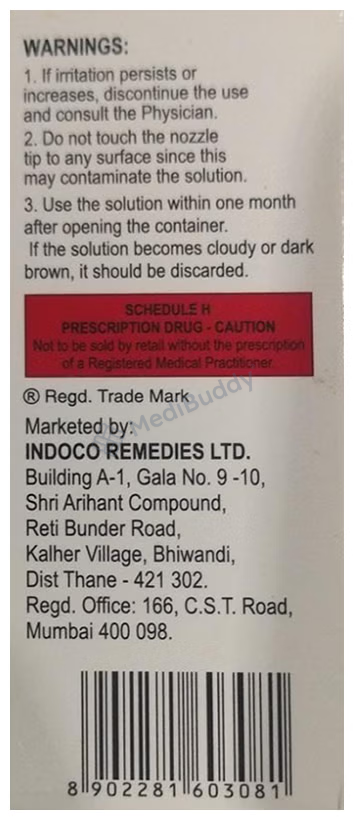 WARNINGS:
1. If irritation persists or
increases, discontinue the use
and consult the Physician.
2. Do not touch the nozzle
tip to any surface since this
may contaminate the solution.
3. Use the solution within one month
after opening the container.
If the solution becomes cloudy or dark
brown, it should be discarded.
SCHEDULE H
PRESCRIPTION DRUG - CAUTION
Not to be sold by retail without the prescription
of a Registered Medical Practitioner
® Regd. Trade Mark
MediBuddy
Marketed by:
INDOCO REMEDIES LTD.
Building A-1, Gala No. 9 -10,
Shri Arihant Compound,
Reti Bunder Road,
Kalher Village, Bhiwandi,
Dist Thane - 421 302.
Regd. Office: 166, C.S.T. Road,
Mumbai 400 098.
8 902281 603081